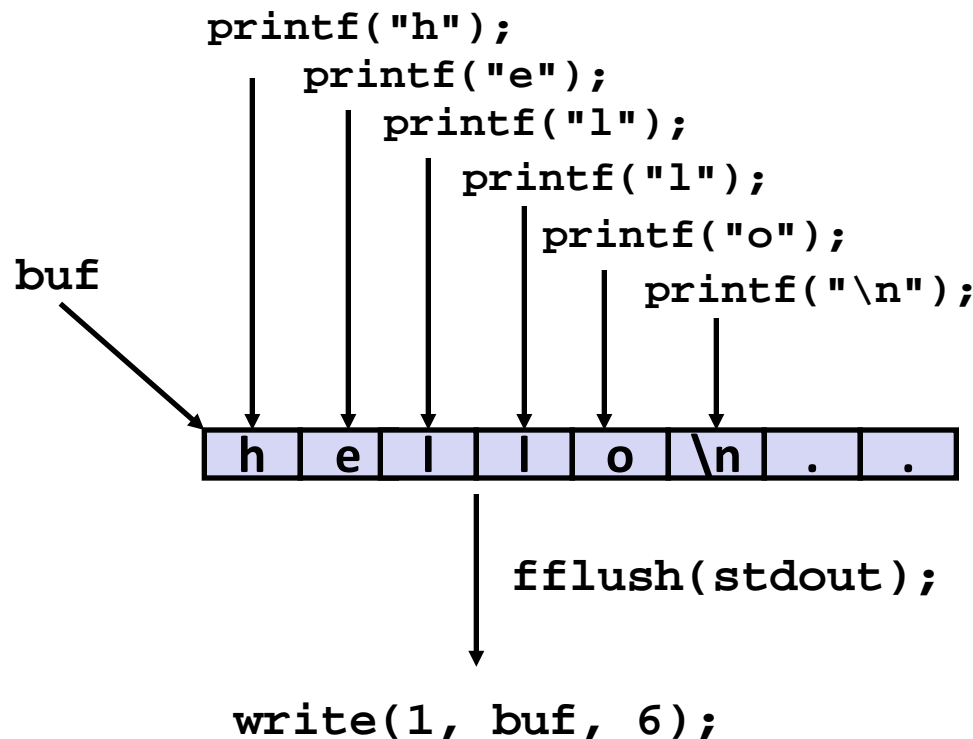 printf("h");
printf("e");
printf("l");
printf("l");
printf("o");
buf
printf("\n");
h e l l o \n . .
fflush(stdout);
write(1, buf, 6);